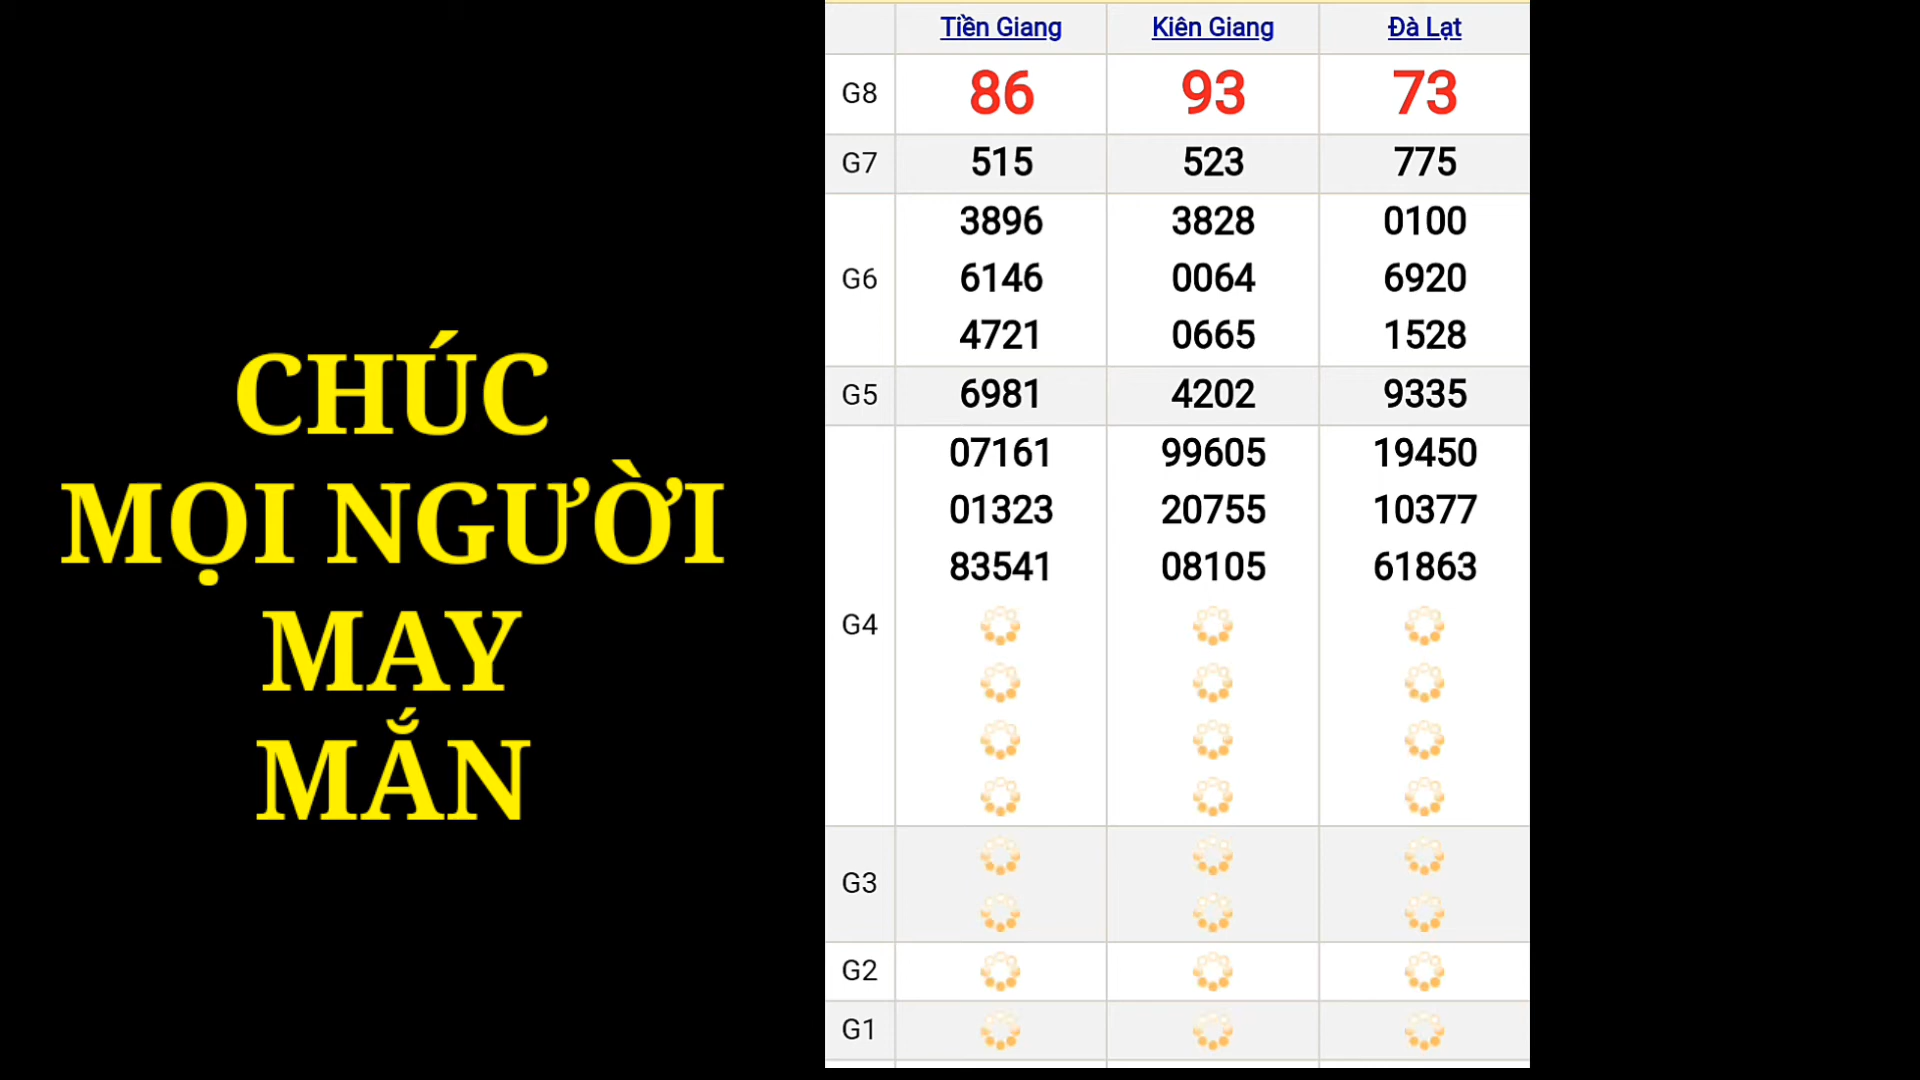 CHÚC
MỌI NGƯỜI
MAY
MẮN
Tiền Giang Kiên Giang Đà Lạt
G8 86 93 73
G7 515 523 775
3896 3828 0100
G6 6146 0064 6920
4721 0665 1528
G5 6981 4202 9335
07161 99605 19450
01323 20755 10377
83541 08105 61863
G4
G3
G2
G1